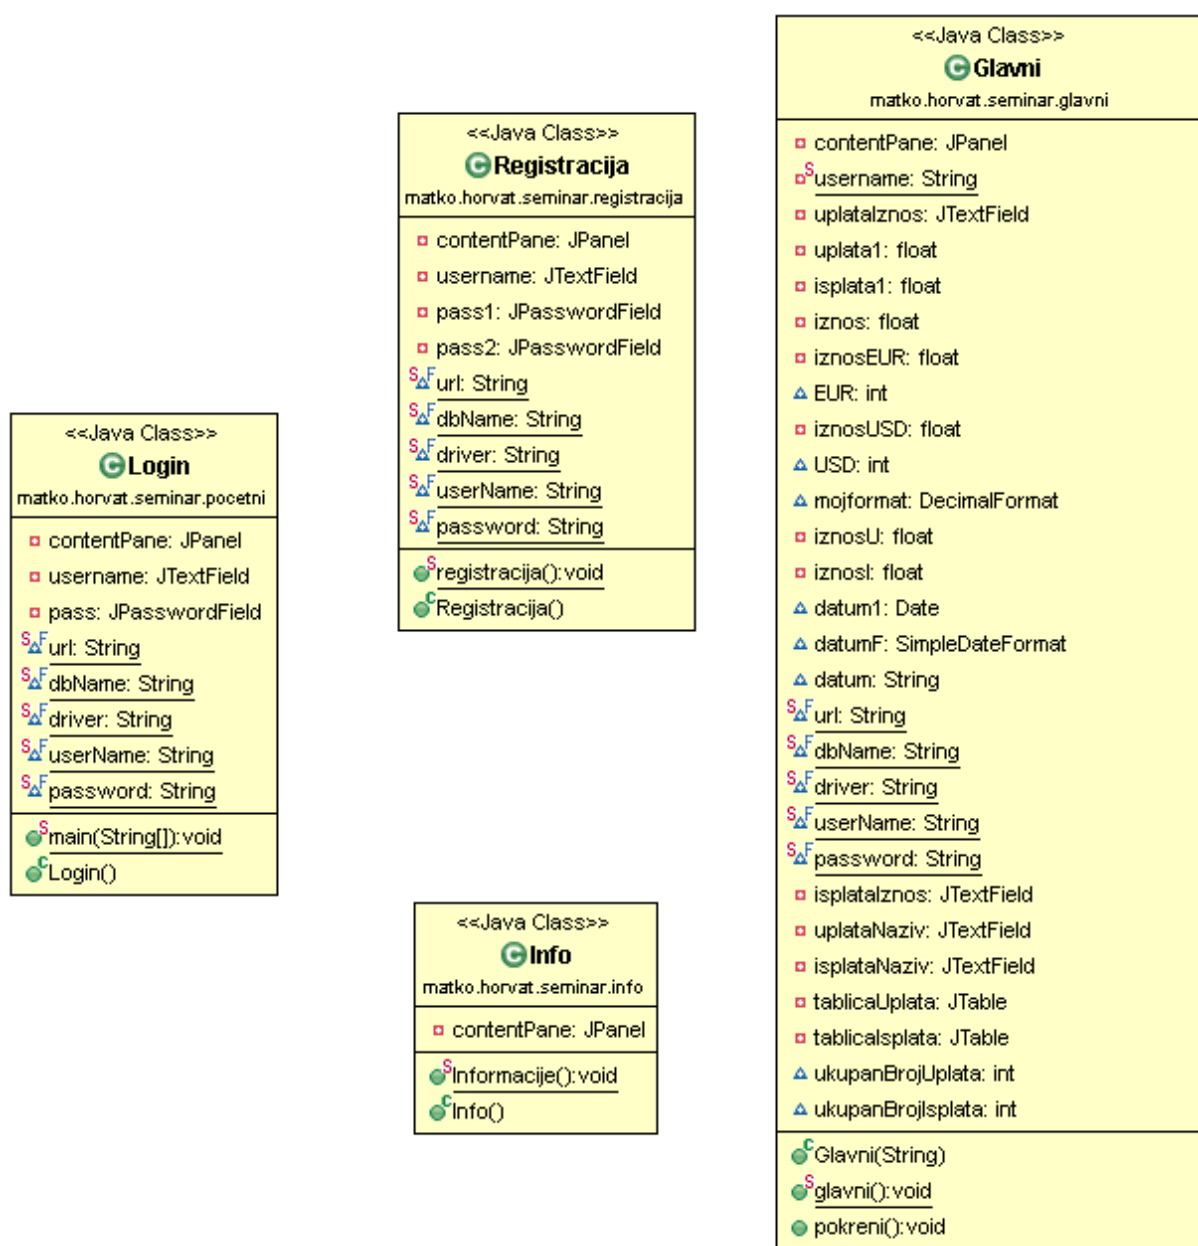 <<Java Class>>
Login
matko.horvat.seminar.pocetni
contentPane: JPanel
username: JTextField
pass: JPasswordField
url: String
dbName: String
driver: String
userName: String
password: String
main(String[]):void
Login()
<<Java Class>>
Registracija
matko.horvat.seminar.registracija
contentPane: JPanel
username: JTextField
pass1: JPasswordField
pass2: JPasswordField
url: String
dbName: String
driver: String
userName: String
password: String
registracija():void
Registracija()
<<Java Class>>
Info
matko.horvat.seminar.info
contentPane: JPanel
Informacije():void
Info()
<<Java Class>>
Glavni
matko.horvat.seminar.glavni
contentPane: JPanel
username: String
uplataIznos: JTextField
uplata1: float
isplata1: float
iznos: float
iznosEUR: float
EUR: int
iznosUSD: float
USD: int
mojformat: DecimalFormat
iznosU: float
iznosI: float
datum1: Date
datumF: SimpleDateFormat
datum: String
url: String
dbName: String
driver: String
userName: String
password: String
isplataIznos: JTextField
uplataNaziv: JTextField
isplataNaziv: JTextField
tablicaUplata: JTable
tablicaIsplata: JTable
ukupanBrojUplata: int
ukupanBrojIsplata: int
Glavni(String)
glavni():void
pokreni():void